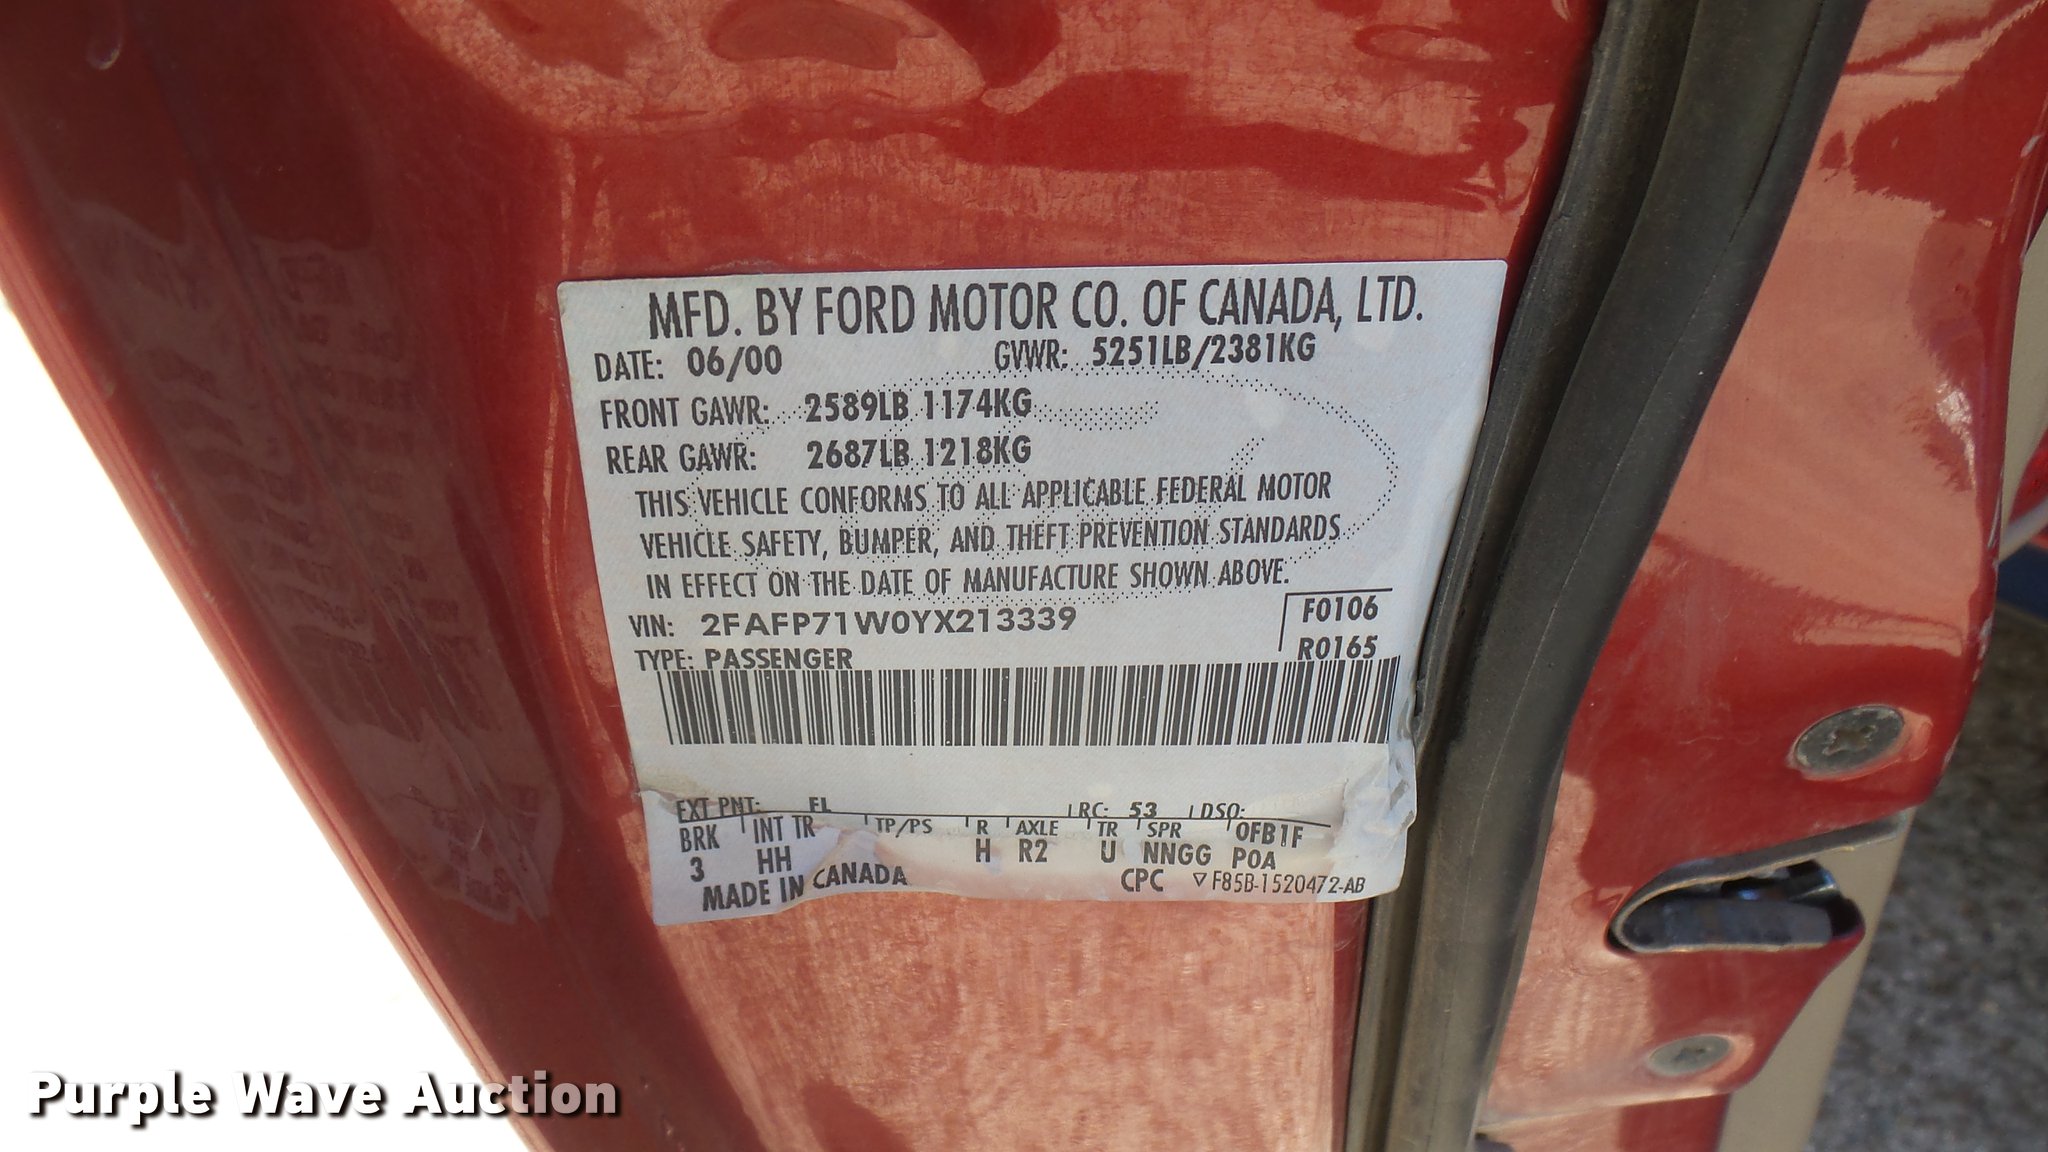 MFD. BY FORD MOTOR CO. OF CANADA, LTD.
DATE: 06/00 GVWR: 5251LB/2381KG
FRONT GAWR: 2589LB 1174KG
REAR GAWR: 2687LB 1218KG
THIS VEHICLE CONFORMS TO ALL APPLICABLE FEDERAL MOTOR
VEHICLE SAFETY, BUMPER, AND THEFT PREVENTION STANDARDS
IN EFFECT ON THE DATE OF MANUFACTURE SHOWN ABOVE.
VIN: 2FAFP71W0YX213339 F0106
TYPE: PASSENGER R0165
EXT PNT: FL RC: 53 DSO:
BRK INT TR TP/PS R AXLE TR SPR 0FB1F
3 HH H R2 U NNGG P0A
MADE IN CANADA CPC ▽F85B-1520472-AB
Purple Wave Auction